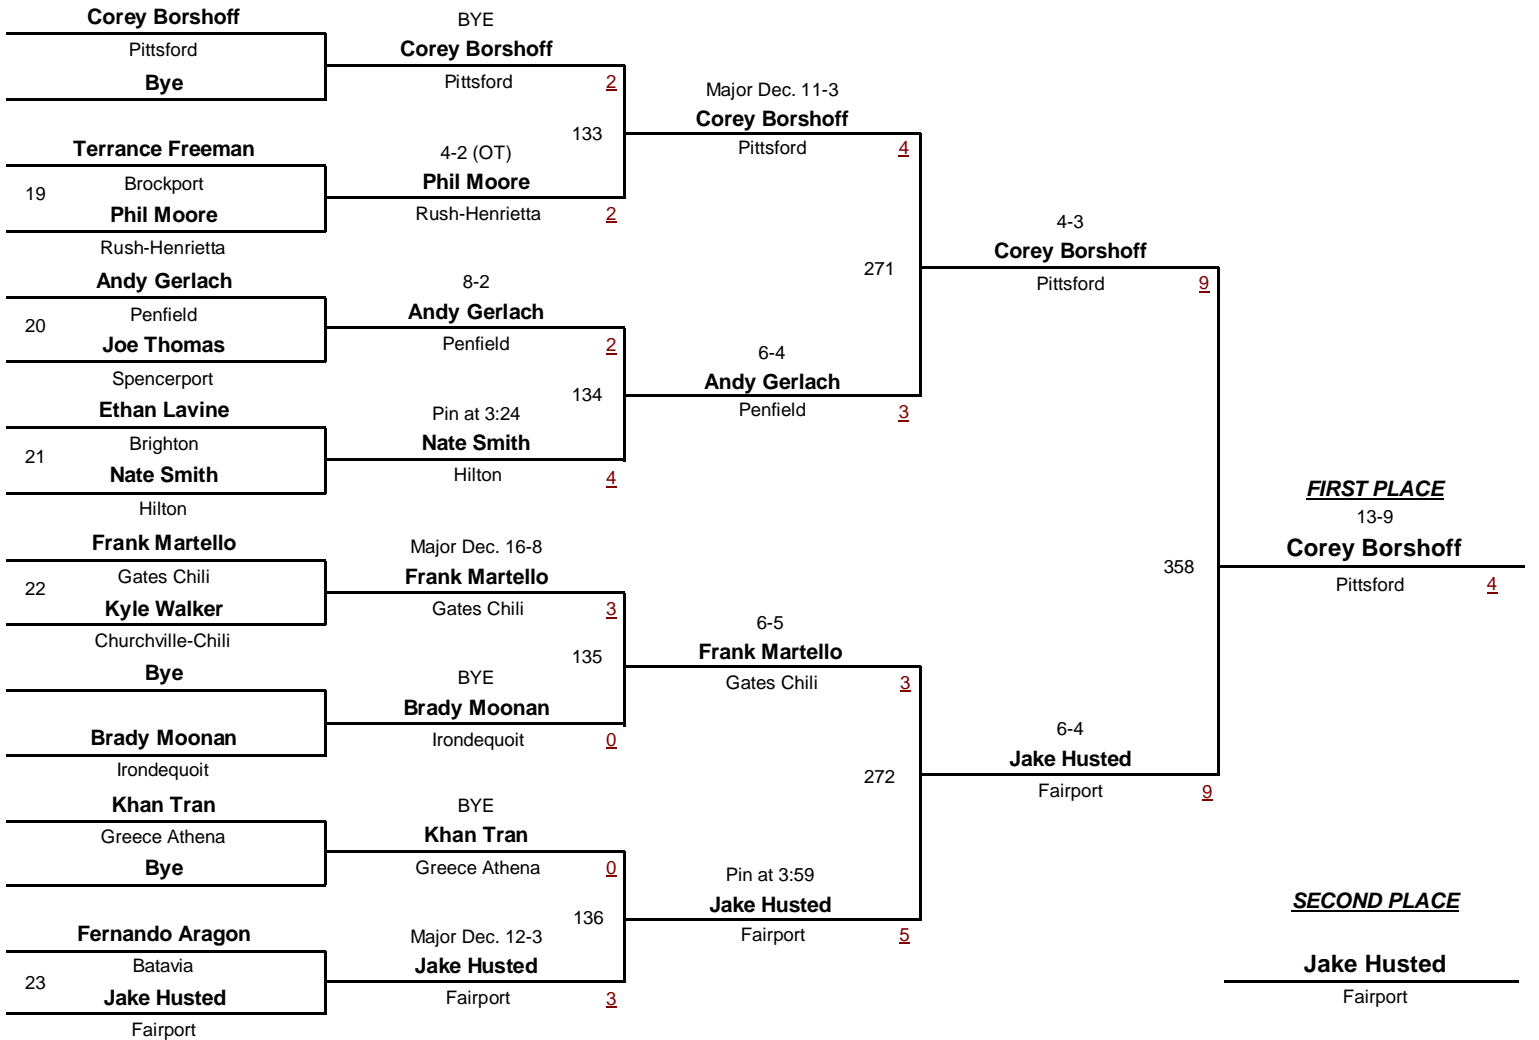 Corey Borshoff
Pittsford
Bye
Terrance Freeman
19
Brockport
Phil Moore
Rush-Henrietta
Andy Gerlach
20
Penfield
Joe Thomas
Spencerport
Ethan Lavine
21
Brighton
Nate Smith
Hilton
Frank Martello
22
Gates Chili
Kyle Walker
Churchville-Chili
Bye
Brady Moonan
Irondequoit
Khan Tran
Greece Athena
Bye
Fernando Aragon
23
Batavia
Jake Husted
Fairport
BYE
Corey Borshoff
Pittsford 2
133
4-2 (OT)
Phil Moore
Rush-Henrietta 2
8-2
Andy Gerlach
Penfield 2
134
Pin at 3:24
Nate Smith
Hilton 4
Major Dec. 16-8
Frank Martello
Gates Chili 3
135
BYE
Brady Moonan
Irondequoit 0
BYE
Khan Tran
Greece Athena 0
136
Major Dec. 12-3
Jake Husted
Fairport 3
Major Dec. 11-3
Corey Borshoff
Pittsford 4
271
6-4
Andy Gerlach
Penfield 3
6-5
Frank Martello
Gates Chili 3
272
Pin at 3:59
Jake Husted
Fairport 5
4-3
Corey Borshoff
Pittsford 9
358
6-4
Jake Husted
Fairport 9
FIRST PLACE
13-9
Corey Borshoff
Pittsford 4
SECOND PLACE
Jake Husted
Fairport